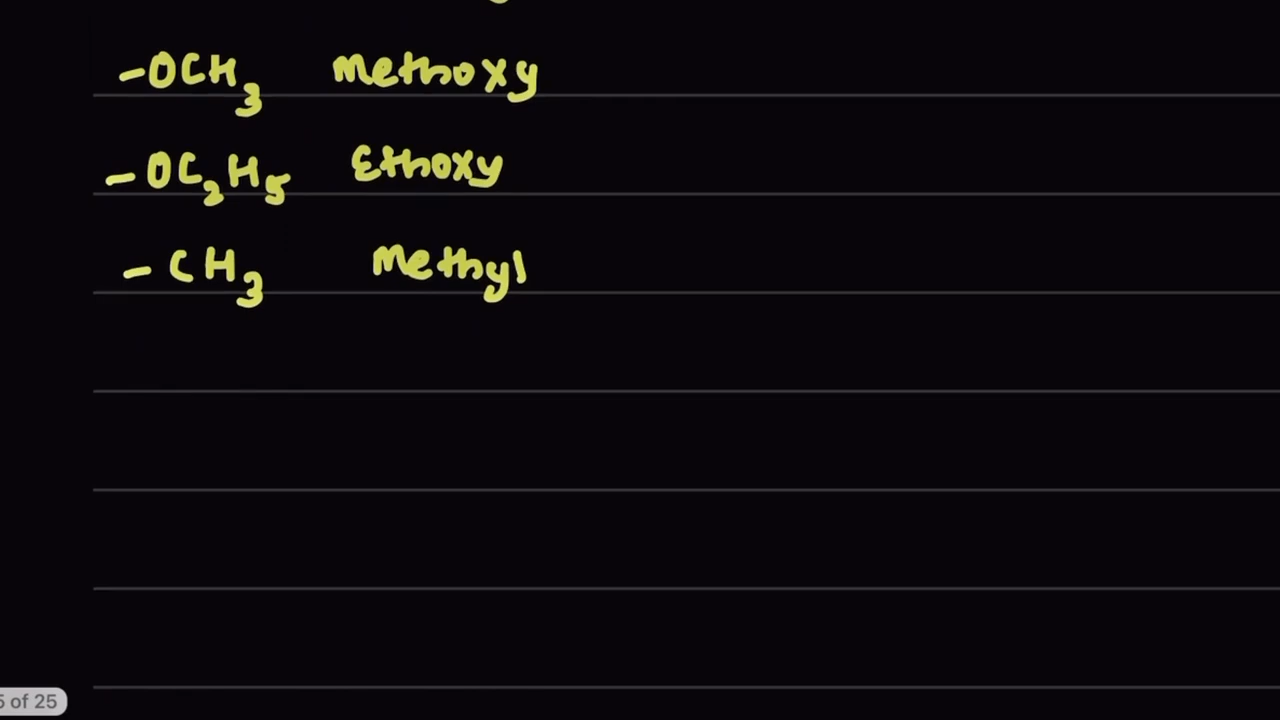 -OCH₃ Methoxy
-OC₂H₅ Ethoxy
-CH₃ Methyl
of 25